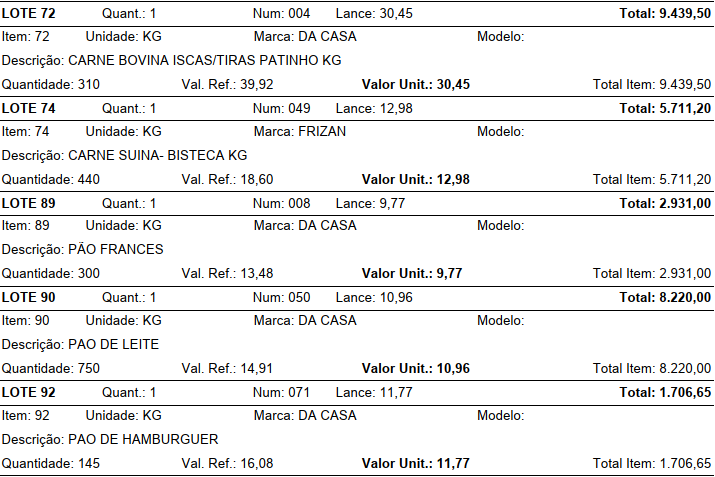 LOTE 72 Quant.: 1 Num: 004 Lance: 30,45 Total: 9.439,50
Item: 72 Unidade: KG Marca: DA CASA Modelo:
Descrição: CARNE BOVINA ISCAS/TIRAS PATINHO KG
Quantidade: 310 Val. Ref.: 39,92 Valor Unit.: 30,45 Total Item: 9.439,50
LOTE 74 Quant.: 1 Num: 049 Lance: 12,98 Total: 5.711,20
Item: 74 Unidade: KG Marca: FRIZAN Modelo:
Descrição: CARNE SUINA- BISTECA KG
Quantidade: 440 Val. Ref.: 18,60 Valor Unit.: 12,98 Total Item: 5.711,20
LOTE 89 Quant.: 1 Num: 008 Lance: 9,77 Total: 2.931,00
Item: 89 Unidade: KG Marca: DA CASA Modelo:
Descrição: PÃO FRANCES
Quantidade: 300 Val. Ref.: 13,48 Valor Unit.: 9,77 Total Item: 2.931,00
LOTE 90 Quant.: 1 Num: 050 Lance: 10,96 Total: 8.220,00
Item: 90 Unidade: KG Marca: DA CASA Modelo:
Descrição: PAO DE LEITE
Quantidade: 750 Val. Ref.: 14,91 Valor Unit.: 10,96 Total Item: 8.220,00
LOTE 92 Quant.: 1 Num: 071 Lance: 11,77 Total: 1.706,65
Item: 92 Unidade: KG Marca: DA CASA Modelo:
Descrição: PAO DE HAMBURGUER
Quantidade: 145 Val. Ref.: 16,08 Valor Unit.: 11,77 Total Item: 1.706,65